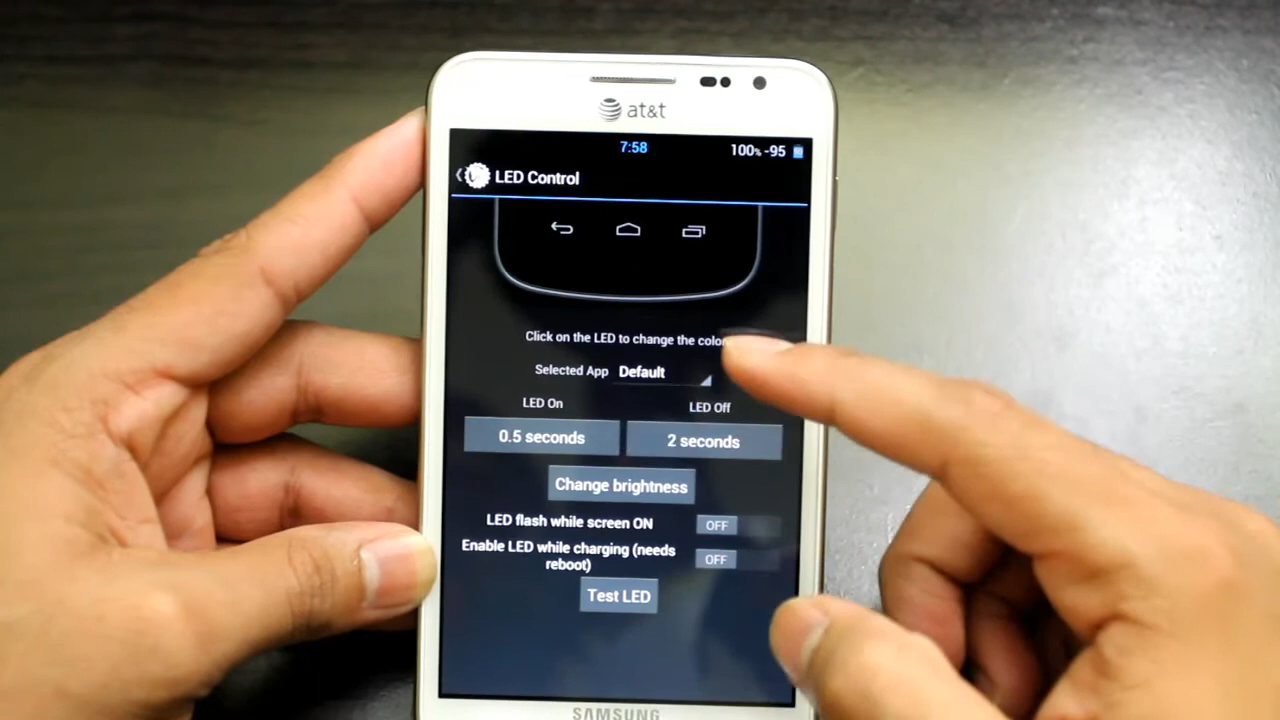 at&t
7:58 100% -95
LED Control
Click on the LED to change the color
Selected App Default
LED On LED Off
0.5 seconds 2 seconds
Change brightness
LED flash while screen ON OFF
Enable LED while charging (needs
reboot) OFF
Test LED
SAMSUNG